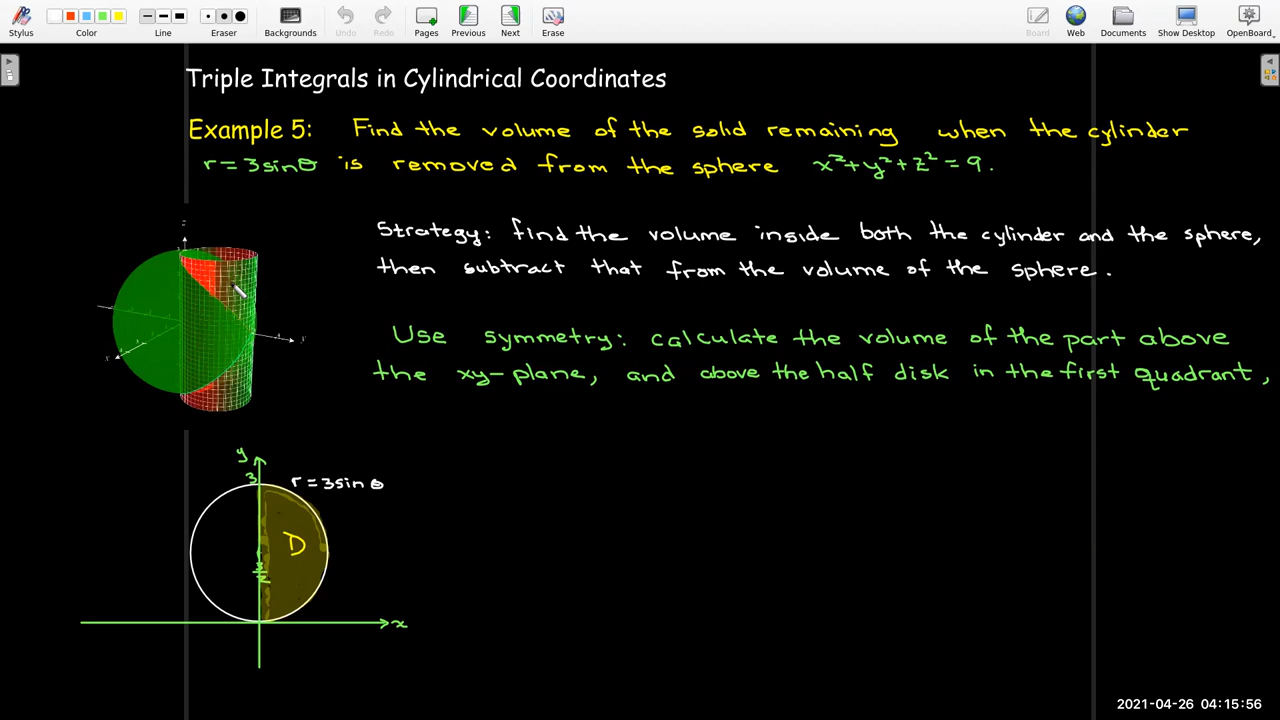 Stylus
Color
Line
Eraser
Backgrounds
Undo
Redo
Pages
Previous
Next
Erase
Board
Web
Documents
Show Desktop
OpenBoard
Triple Integrals in Cylindrical Coordinates
Example 5: Find the volume of the solid remaining when the cylinder
r = 3sinθ is removed from the sphere x²+y²+z² = 9.
Strategy: find the volume inside both the cylinder and the sphere,
then subtract that from the volume of the sphere.
z
x
Y
Use symmetry: calculate the volume of the part above
the xy-plane, and above the half disk in the first quadrant,
y
3
r = 3sin θ
D
3/2
x
2021-04-26 04:15:56